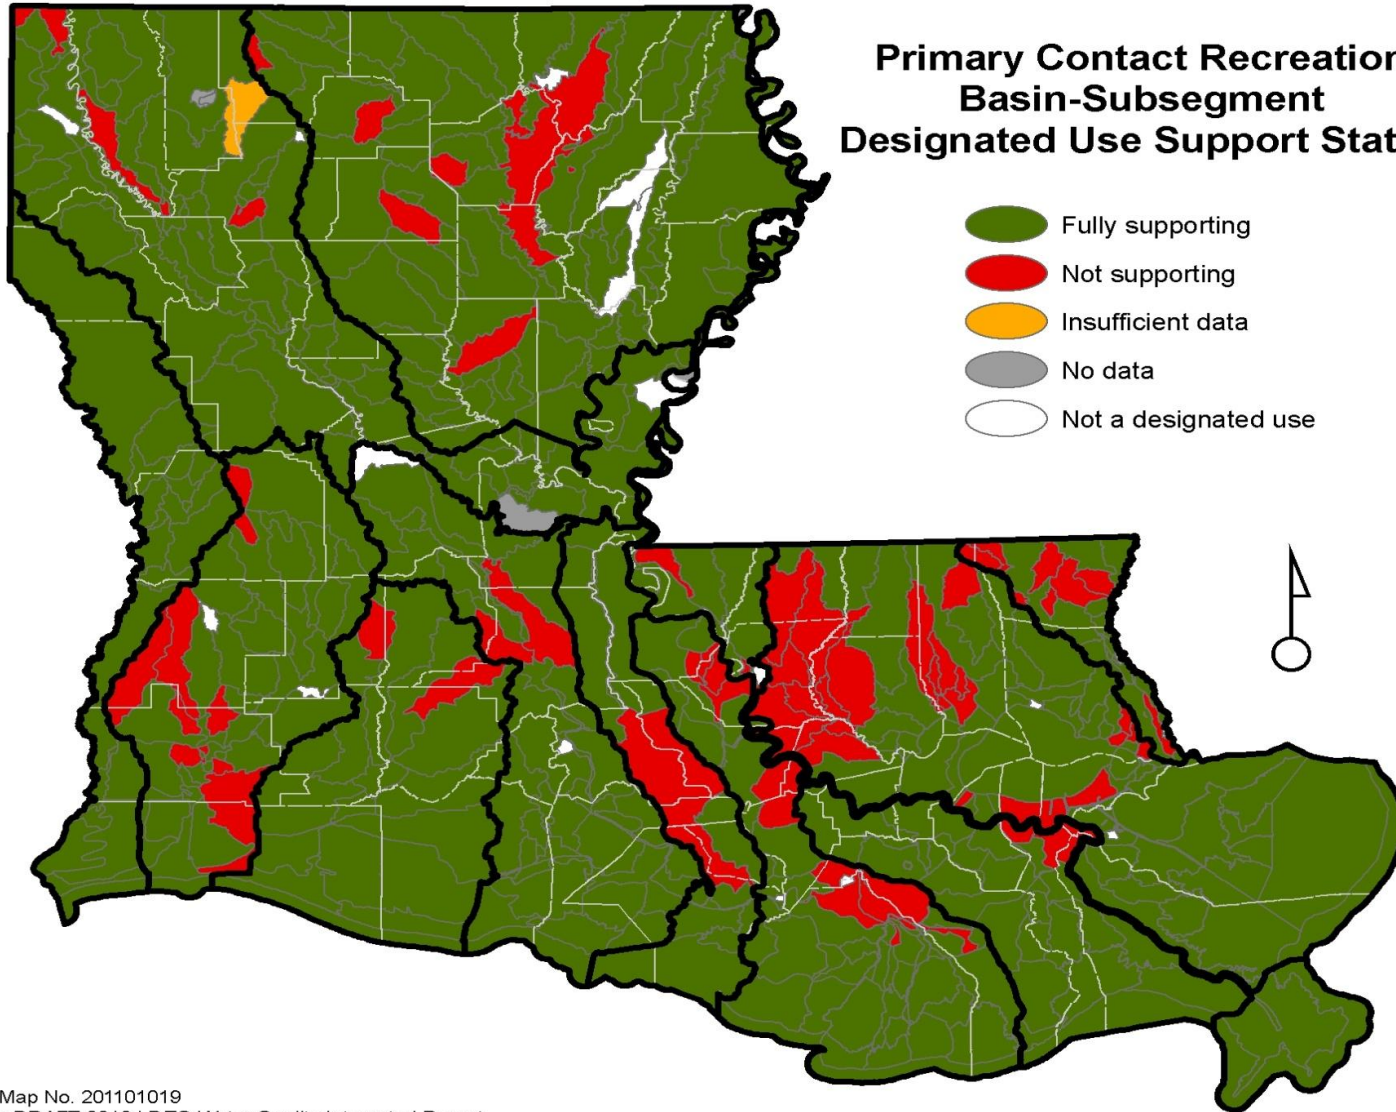 Primary Contact Recreation
Basin-Subsegment
Designated Use Support Stat
Fully supporting
Not supporting
Insufficient data
No data
Not a designated use
Map No. 201101019